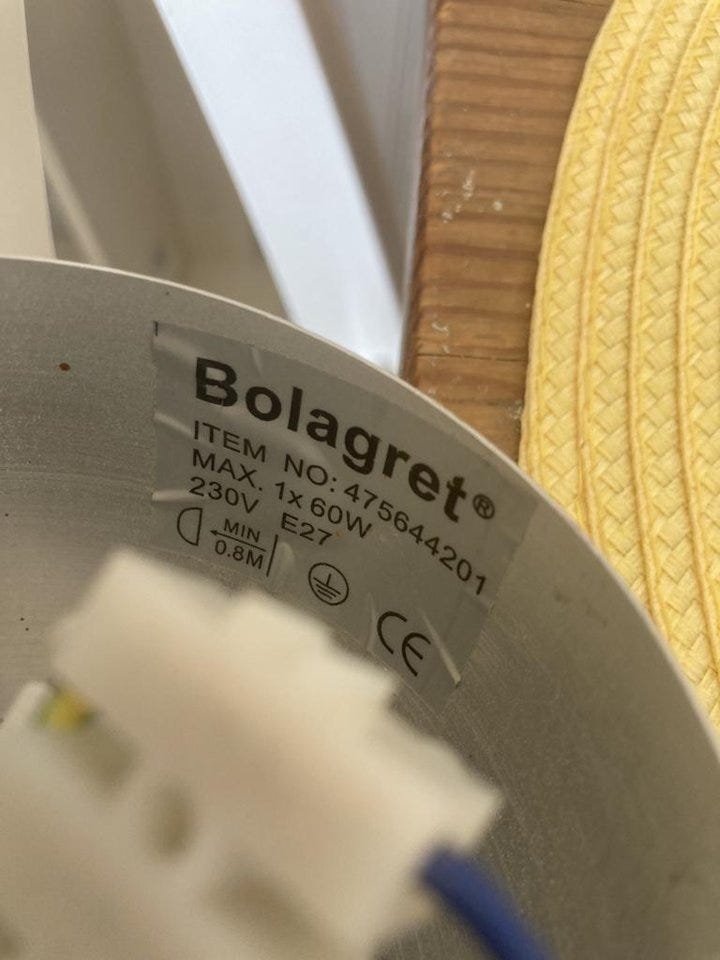 Bolagret®
ITEM NO: 475644201
MAX. 1x 60W
230V E27
MIN
0.8M
CE